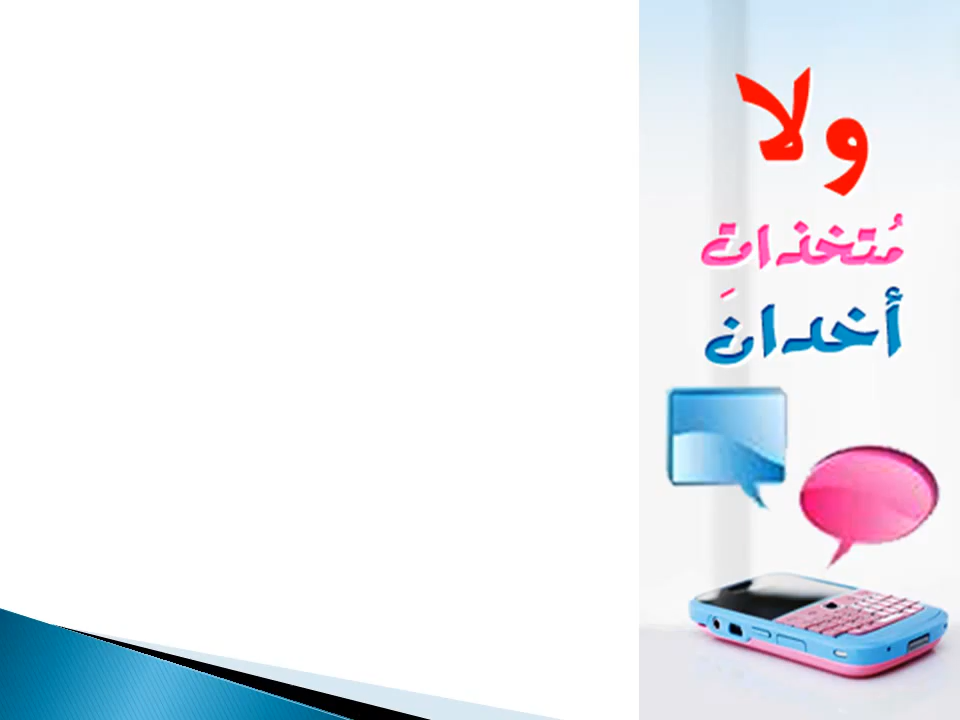 ولا
مُتخذاتِ
أخدانَ